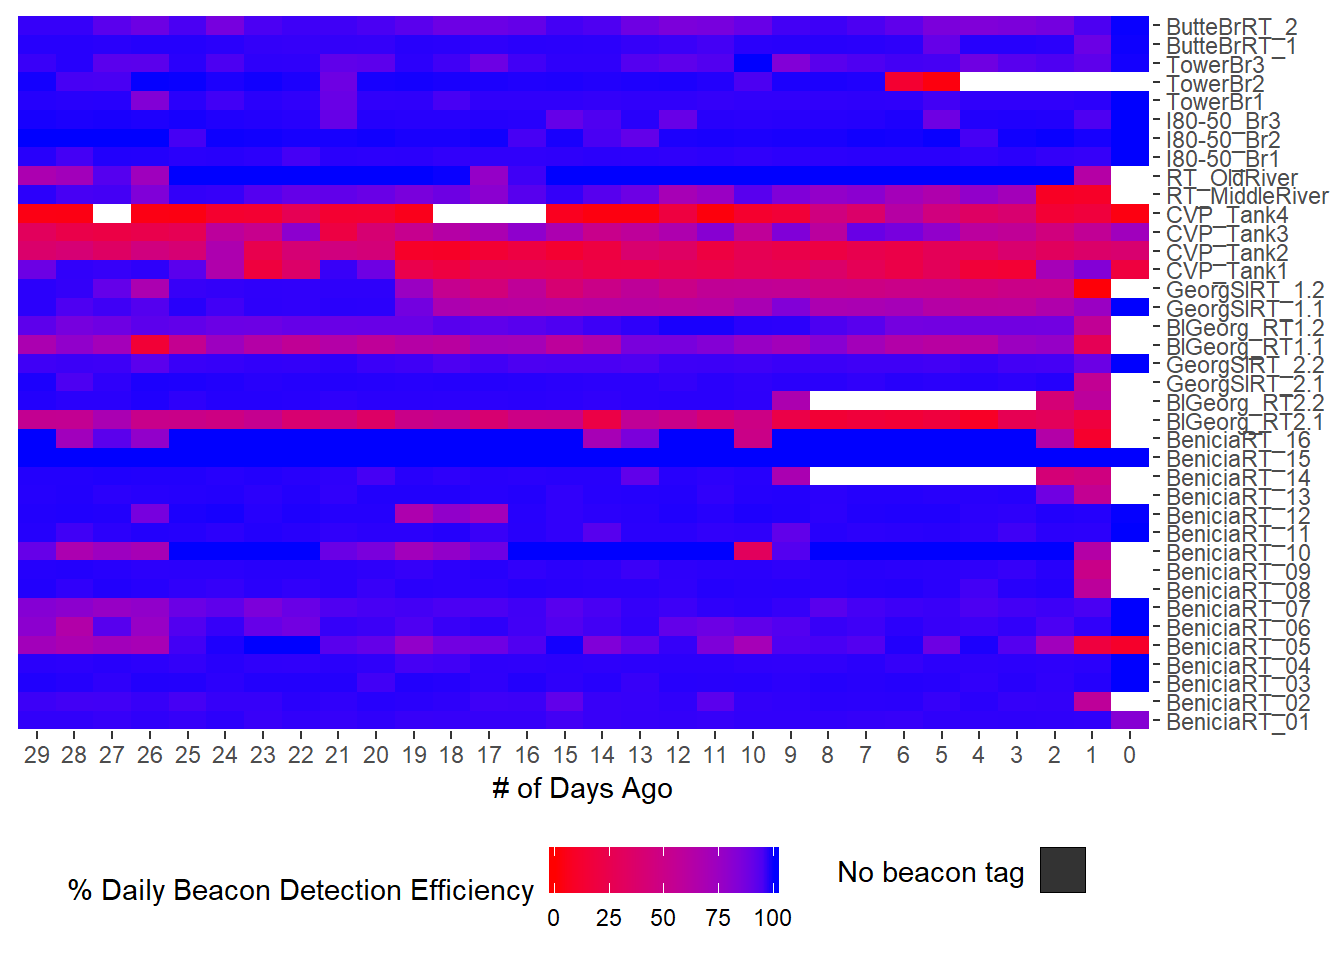 ButteBrRT_2
ButteBrRT_1
TowerBr3
TowerBr2
TowerBr1
I80-50_Br3
I80-50_Br2
I80-50_Br1
RT_OldRiver
RT_MiddleRiver
CVP_Tank4
CVP_Tank3
CVP_Tank2
CVP_Tank1
GeorgSlRT_1.2
GeorgSlRT_1.1
BlGeorg_RT1.2
BlGeorg_RT1.1
GeorgSlRT_2.2
GeorgSlRT_2.1
BlGeorg_RT2.2
BlGeorg_RT2.1
BeniciaRT_16
BeniciaRT_15
BeniciaRT_14
BeniciaRT_13
BeniciaRT_12
BeniciaRT_11
BeniciaRT_10
BeniciaRT_09
BeniciaRT_08
BeniciaRT_07
BeniciaRT_06
BeniciaRT_05
BeniciaRT_04
BeniciaRT_03
BeniciaRT_02
BeniciaRT_01
29 28 27 26 25 24 23 22 21 20 19 18 17 16 15 14 13 12 11 10 9 8 7 6 5 4 3 2 1 0
# of Days Ago
% Daily Beacon Detection Efficiency
0 25 50 75 100
No beacon tag